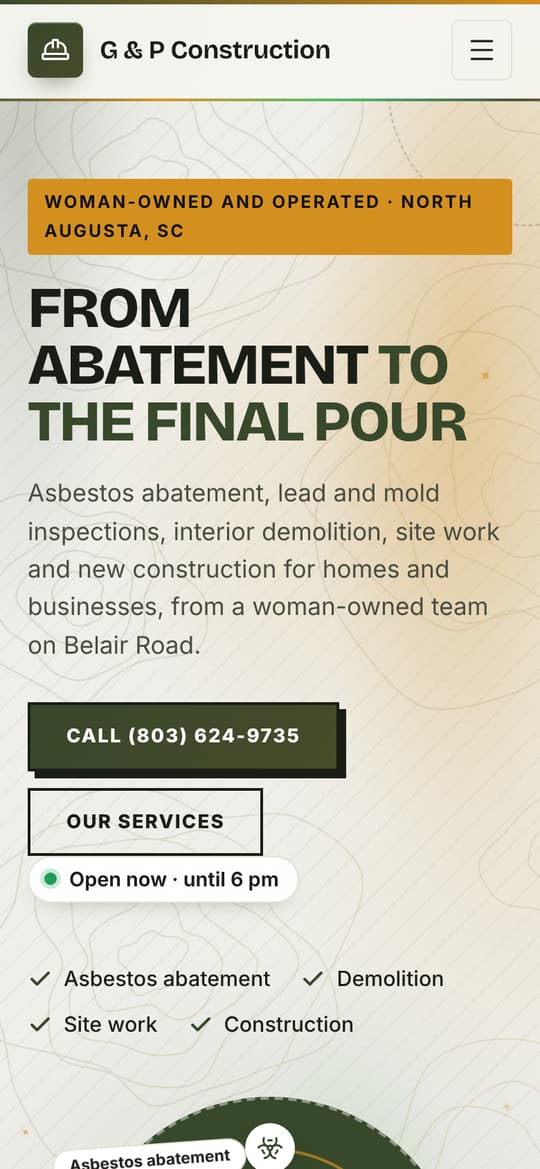 G & P Construction
WOMAN-OWNED AND OPERATED · NORTH
AUGUSTA, SC
FROM
ABATEMENT TO
THE FINAL POUR
Asbestos abatement, lead and mold
inspections, interior demolition, site work
and new construction for homes and
businesses, from a woman-owned team
on Belair Road.
CALL (803) 624-9735
OUR SERVICES
Open now · until 6 pm
Asbestos abatement
Demolition
Site work
Construction
Asbestos abatement